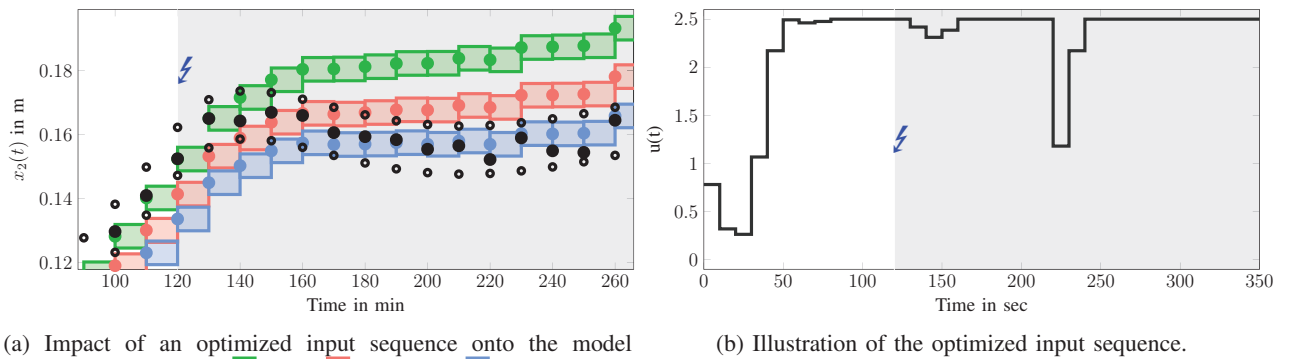 0.18
0.16
0.14
0.12
x₂(t) in m
100 120 140 160 180 200 220 240 260
Time in min
(a) Impact of an optimized input sequence onto the model
2.5
2
1.5
1
0.5
0
u(t)
0 50 100 150 200 250 300 350
Time in sec
(b) Illustration of the optimized input sequence.